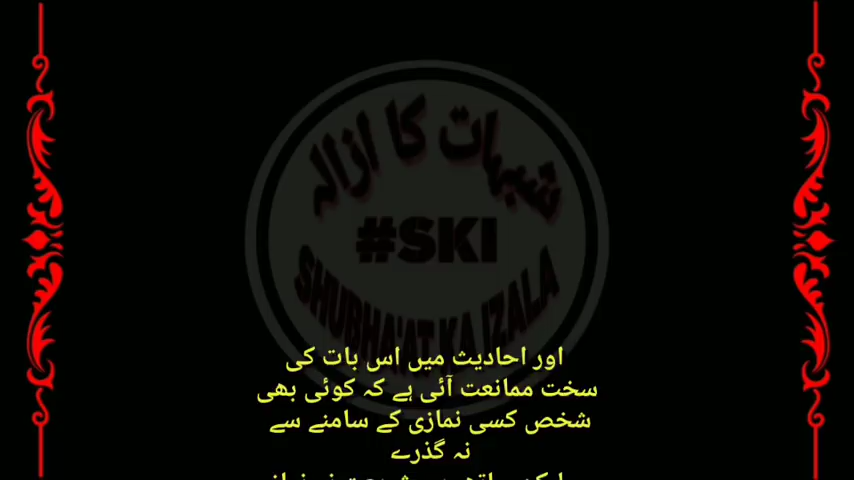 شبہات کا ازالہ
#SKI
SHUBHA'AT KA IZALA
اور احادیث میں اس بات کی
سخت ممانعت آئی ہے کہ کوئی بھی
شخص کسی نمازی کے سامنے سے
نہ گذرے